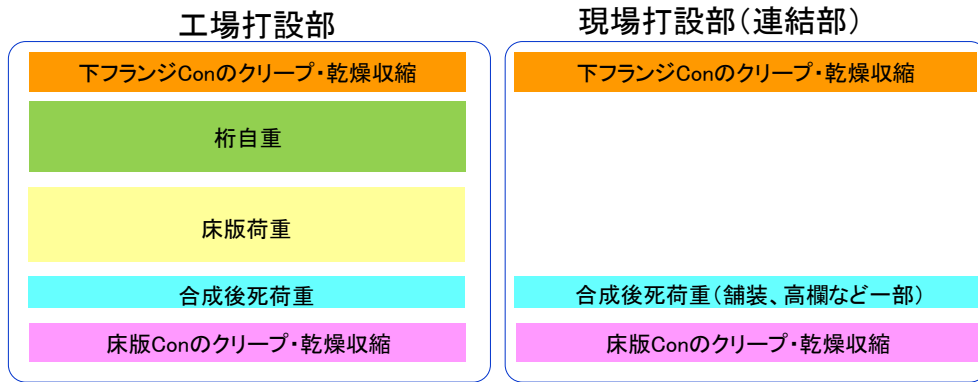 工場打設部
下フランジConのクリープ・乾燥収縮
桁自重
床版荷重
合成後死荷重
床版Conのクリープ・乾燥収縮
現場打設部（連結部）
下フランジConのクリープ・乾燥収縮
合成後死荷重（舗装、高欄など一部）
床版Conのクリープ・乾燥収縮